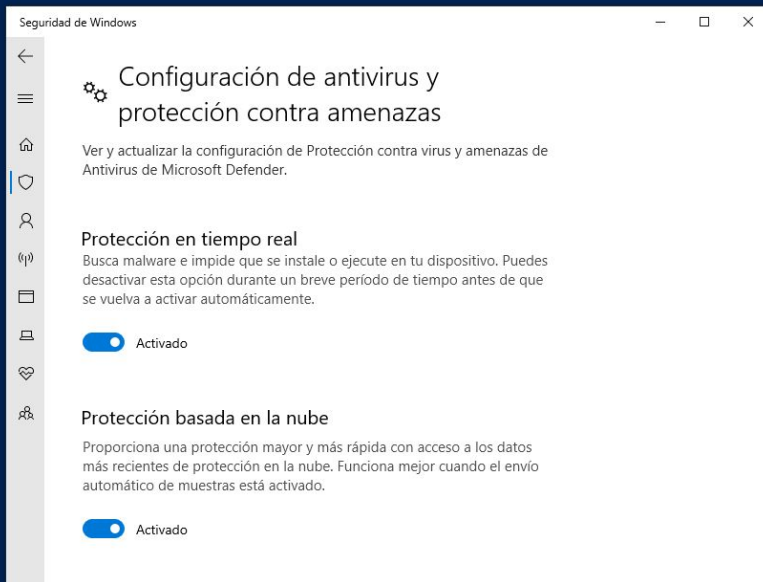 Seguridad de Windows
Configuración de antivirus y
protección contra amenazas
Ver y actualizar la configuración de Protección contra virus y amenazas de
Antivirus de Microsoft Defender.
Protección en tiempo real
Busca malware e impide que se instale o ejecute en tu dispositivo. Puedes
desactivar esta opción durante un breve período de tiempo antes de que
se vuelva a activar automáticamente.
Activado
Protección basada en la nube
Proporciona una protección mayor y más rápida con acceso a los datos
más recientes de protección en la nube. Funciona mejor cuando el envío
automático de muestras está activado.
Activado